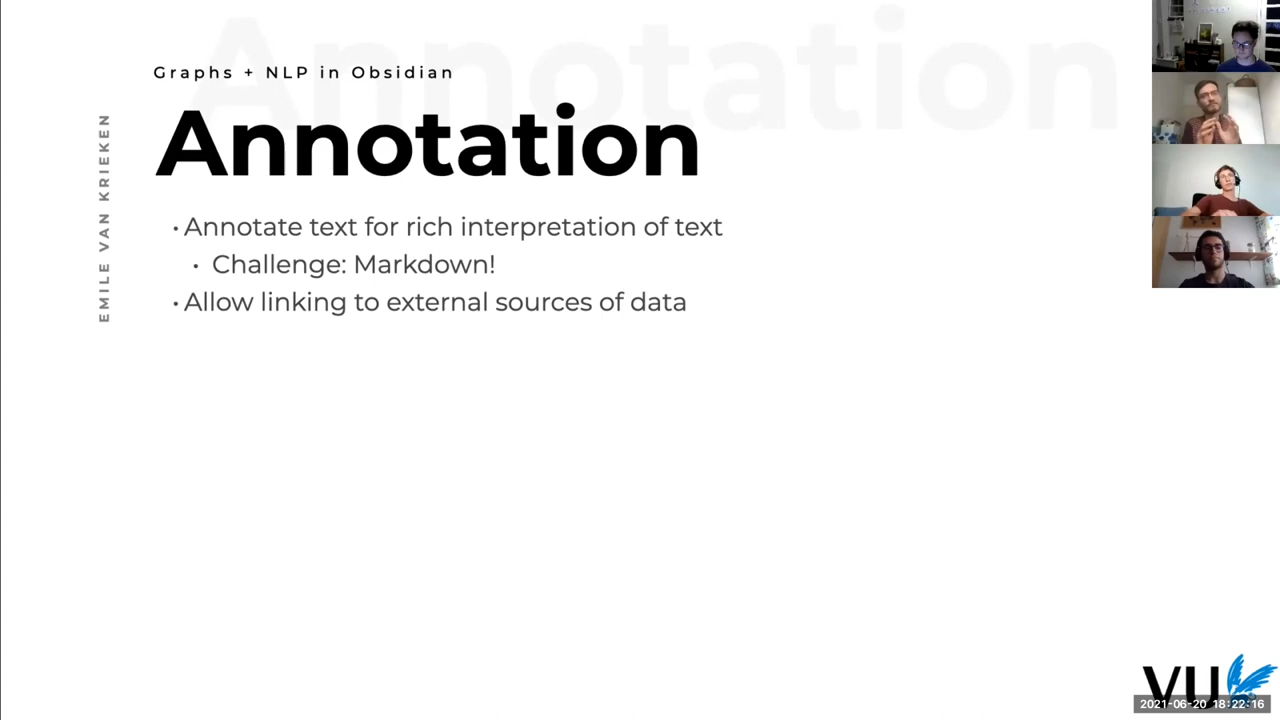 Annotation
Graphs + NLP in Obsidian
Annotation
EMILE VAN KRIEKEN
• Annotate text for rich interpretation of text
• Challenge: Markdown!
• Allow linking to external sources of data
VU
2021-06-20 18:22:16